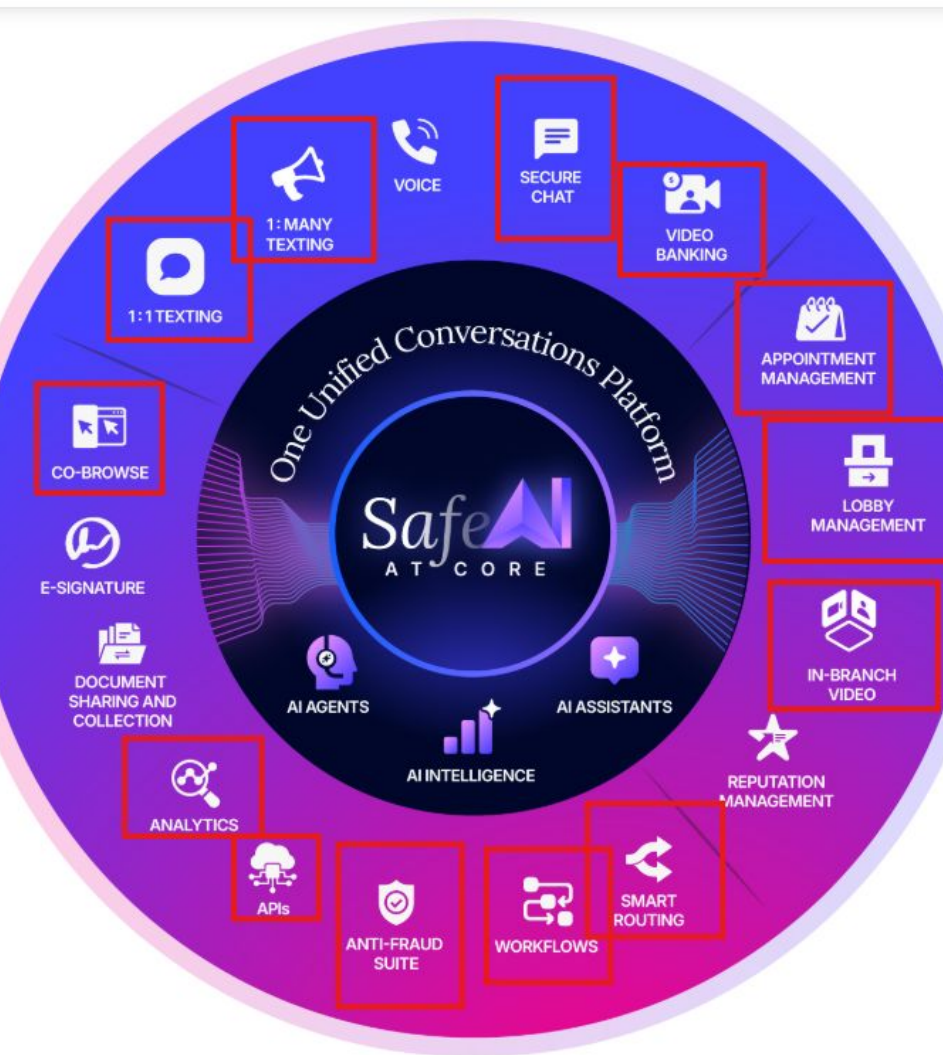 VOICE
SECURE
CHAT
1:MANY
TEXTING
VIDEO
BANKING
1:1 TEXTING
APPOINTMENT
MANAGEMENT
One Unified Conversations Platform
CO-BROWSE
LOBBY
MANAGEMENT
SafeAI
AT CORE
E-SIGNATURE
DOCUMENT
SHARING AND
COLLECTION
IN-BRANCH
VIDEO
AI AGENTS
AI ASSISTANTS
AI INTELLIGENCE
REPUTATION
MANAGEMENT
ANALYTICS
APIs
SMART
ROUTING
ANTI-FRAUD
SUITE
WORKFLOWS